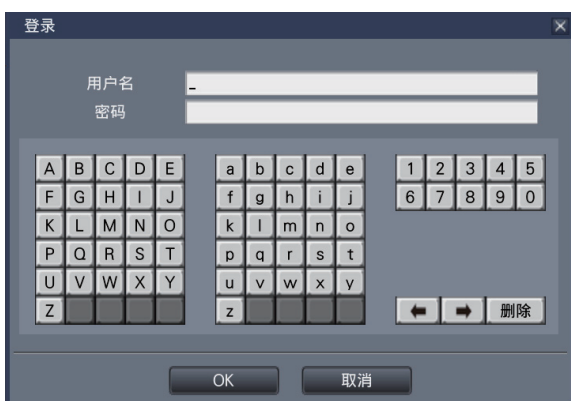 登录
用户名
密码
A B C D E a b c d e 1 2 3 4 5
F G H I J f g h i j 6 7 8 9 0
K L M N O k l m n o
P Q R S T p q r s t
U V W X Y u v w x y
Z z 删除
OK 取消